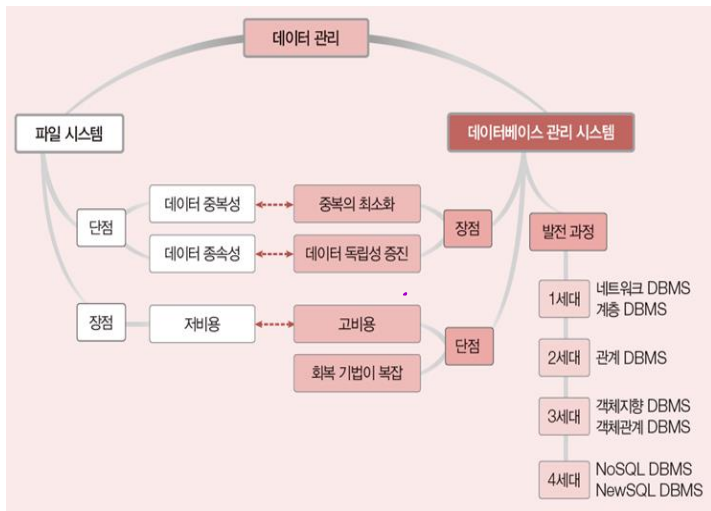 데이터 관리
파일 시스템
데이터베이스 관리 시스템
단점
데이터 중복성
중복의 최소화
장점
데이터 종속성
데이터 독립성 증진
장점
저비용
고비용
단점
회복 기법이 복잡
발전 과정
1세대
네트워크 DBMS
계층 DBMS
2세대
관계 DBMS
3세대
객체지향 DBMS
객체관계 DBMS
4세대
NoSQL DBMS
NewSQL DBMS